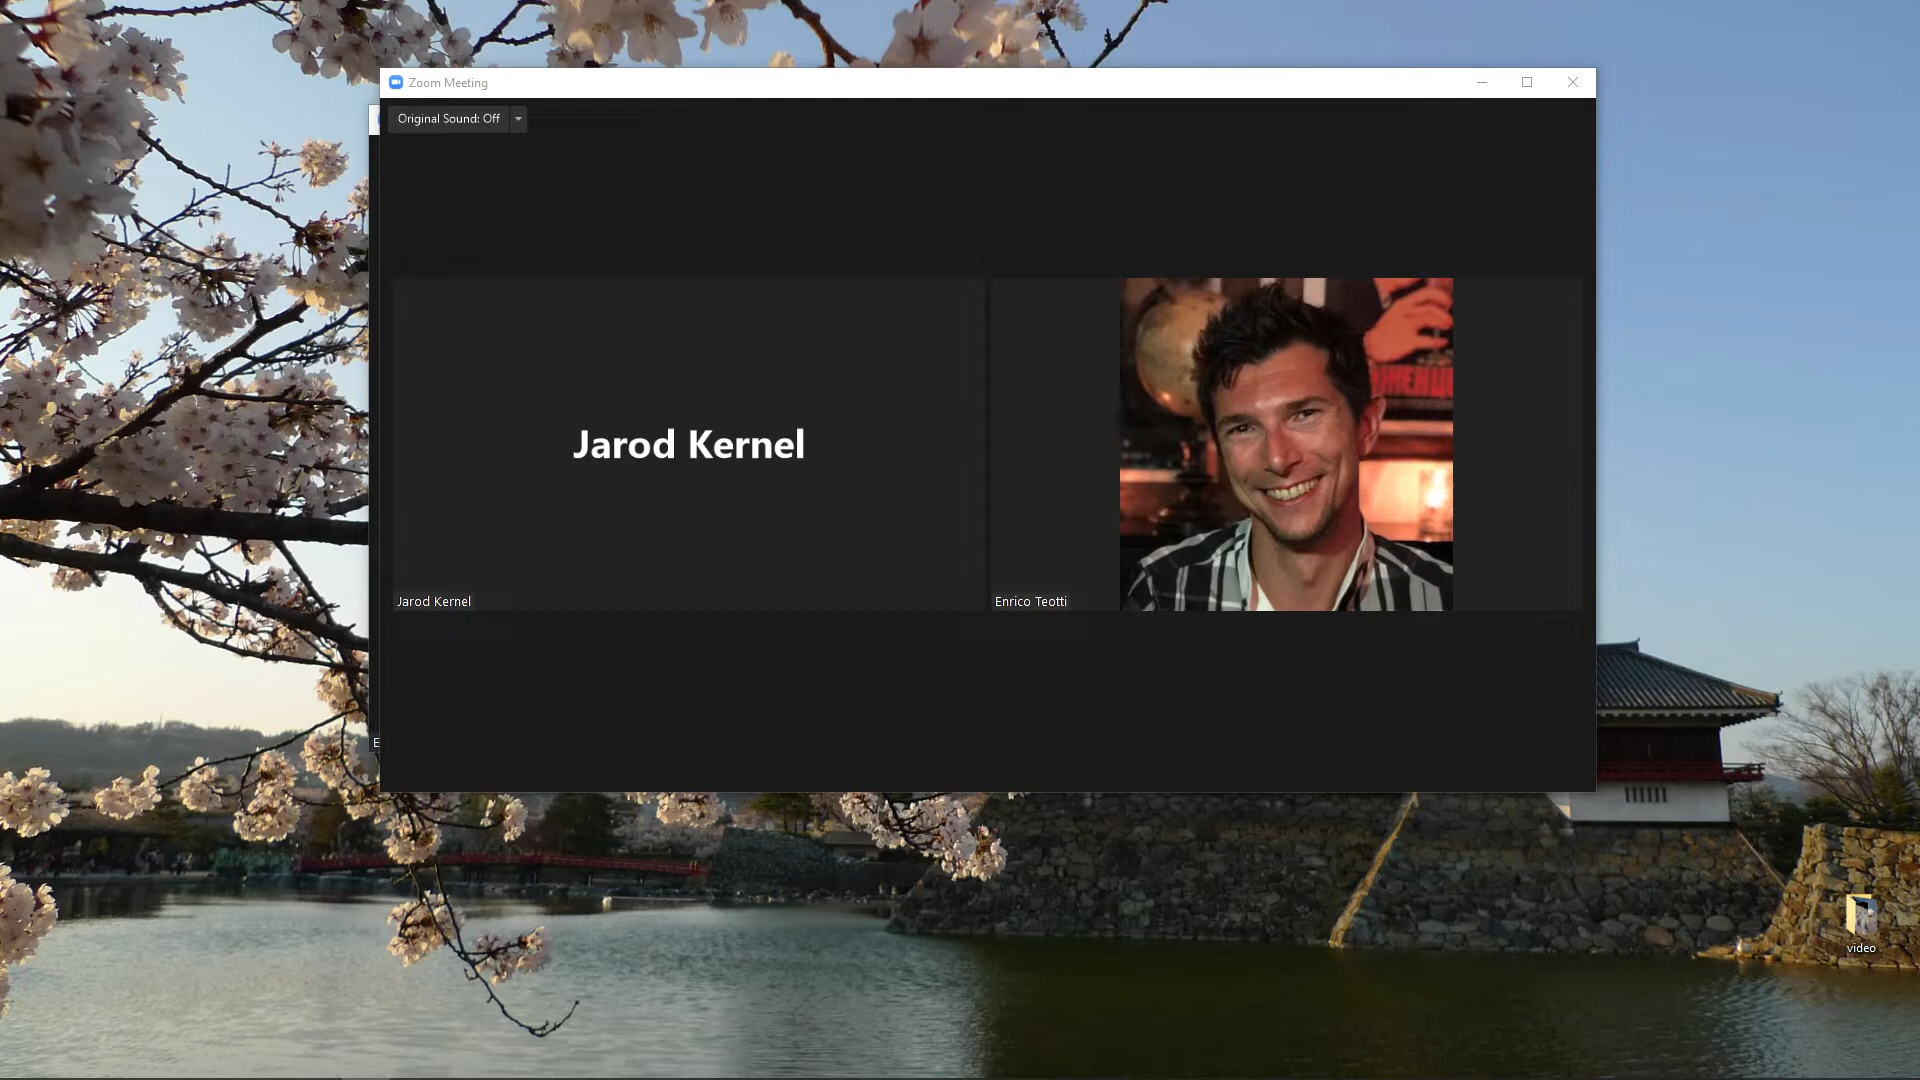 Zoom Meeting
Original Sound: Off
Jarod Kernel
Jarod Kernel
Enrico Teotti
E
video